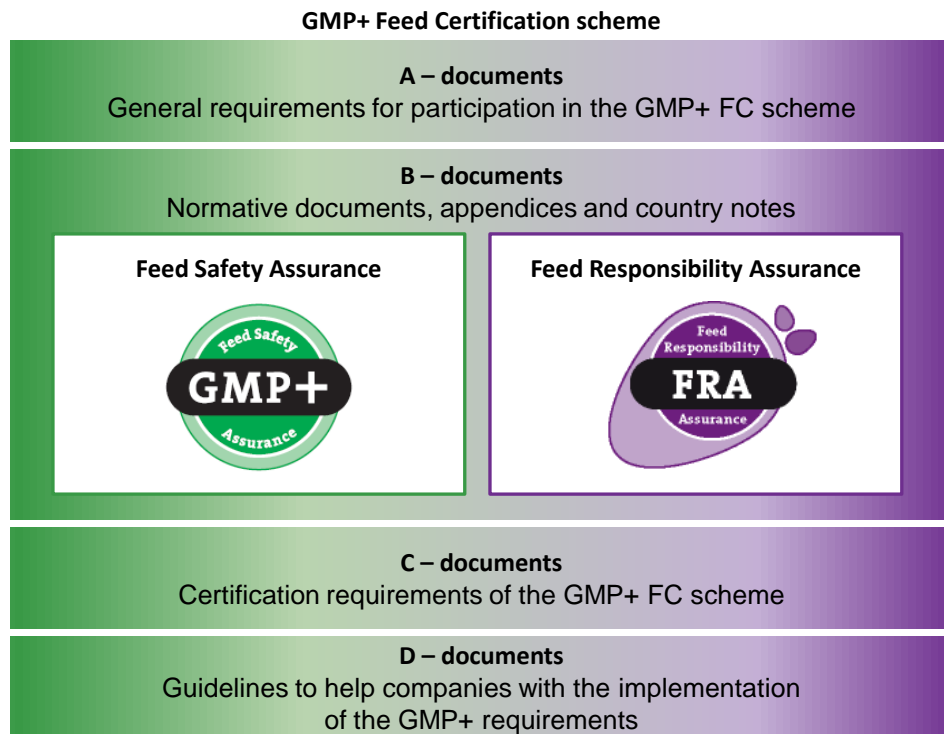 GMP+ Feed Certification scheme
A – documents
General requirements for participation in the GMP+ FC scheme
B – documents
Normative documents, appendices and country notes
Feed Safety Assurance
Feed Safety
GMP+
Assurance
Feed Responsibility Assurance
Feed
Responsibility
FRA
Assurance
C – documents
Certification requirements of the GMP+ FC scheme
D – documents
Guidelines to help companies with the implementation
of the GMP+ requirements